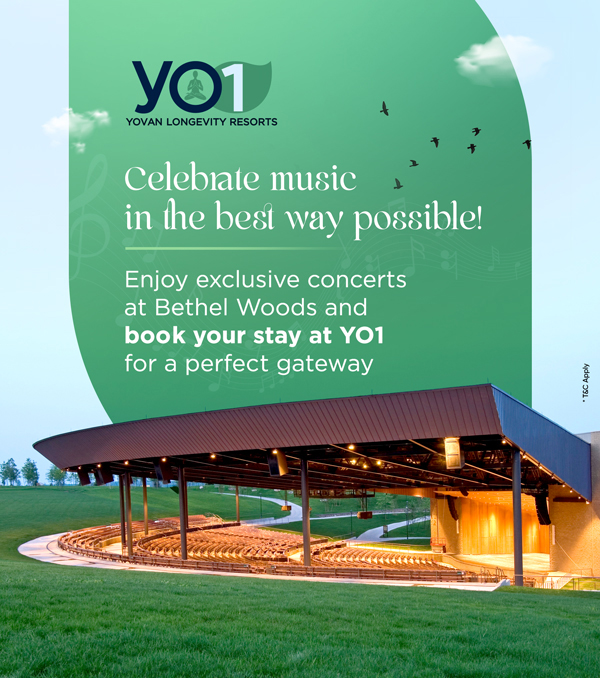 YO1
YOVAN LONGEVITY RESORTS
Celebrate music
in the best way possible!
Enjoy exclusive concerts
at Bethel Woods and
book your stay at YO1
for a perfect gateway
* T&C Apply